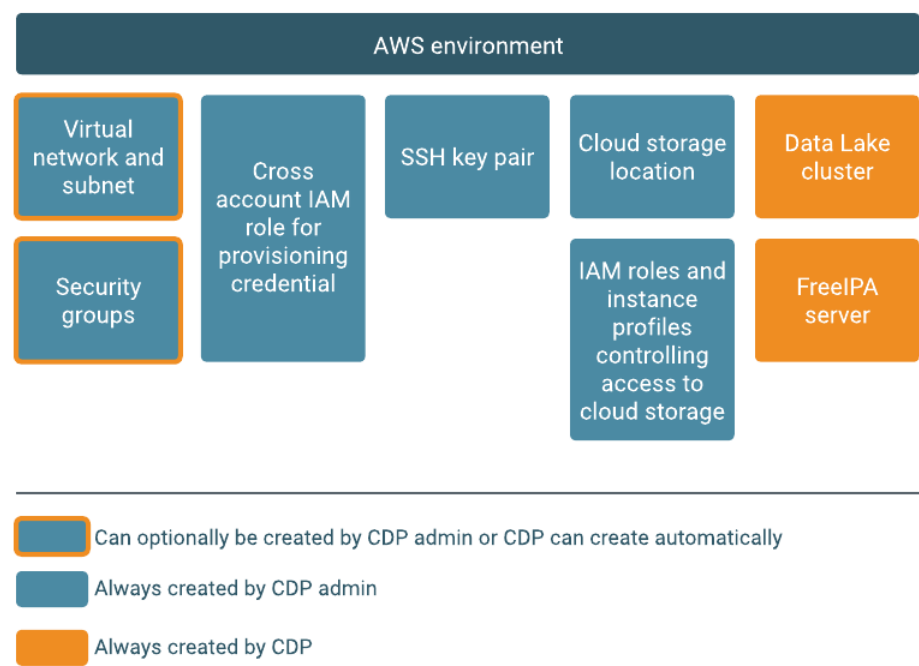 AWS environment
Virtual
network and
subnet
Security
groups
Cross
account IAM
role for
provisioning
credential
SSH key pair
Cloud storage
location
IAM roles and
instance
profiles
controlling
access to
cloud storage
Data Lake
cluster
FreeIPA
server
Can optionally be created by CDP admin or CDP can create automatically
Always created by CDP admin
Always created by CDP